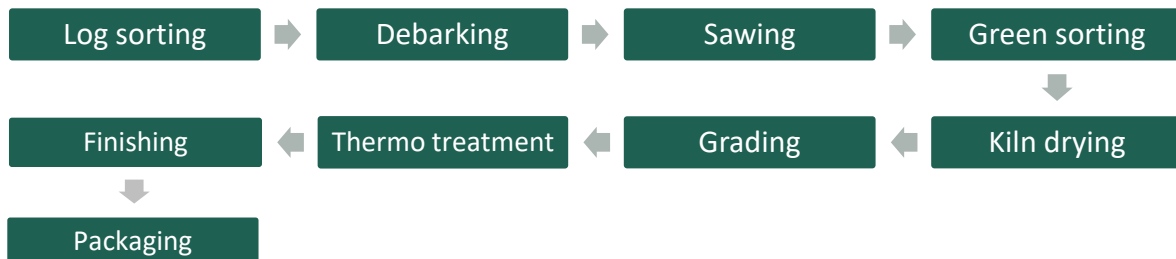 Log sorting
Debarking
Sawing
Green sorting
Kiln drying
Grading
Thermo treatment
Finishing
Packaging